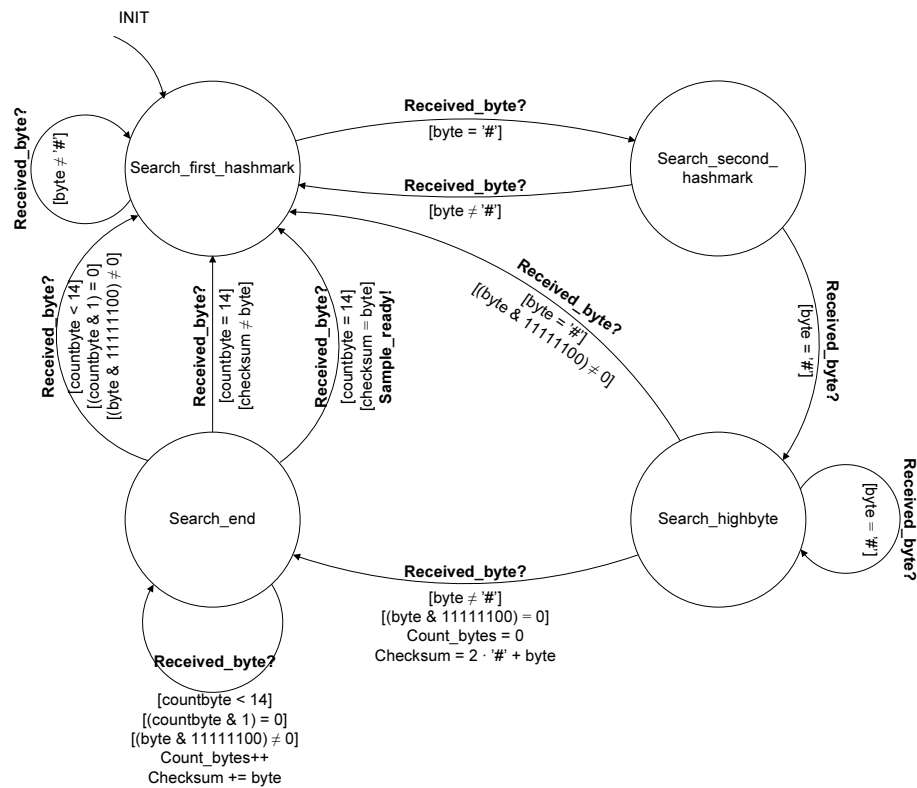 INIT
Search_first_hashmark
Received_byte?
[byte ≠ '#']
Received_byte?
[byte = '#']
Received_byte?
[byte ≠ '#']
Search_second_
hashmark
Received_byte?
[byte = '#']
Received_byte?
[byte = '#']
[(byte & 11111100) ≠ 0]
Received_byte?
[countbyte < 14]
[(countbyte & 1) = 0]
[(byte & 11111100) ≠ 0]
Received_byte?
[countbyte = 14]
[checksum ≠ byte]
Received_byte?
[countbyte = 14]
[checksum = byte]
Sample_ready!
Search_end
Search_highbyte
Received_byte?
[byte = '#']
Received_byte?
[byte ≠ '#']
[(byte & 11111100) = 0]
Count_bytes = 0
Checksum = 2 · '#' + byte
Received_byte?
[countbyte < 14]
[(countbyte & 1) = 0]
[(byte & 11111100) ≠ 0]
Count_bytes++
Checksum += byte